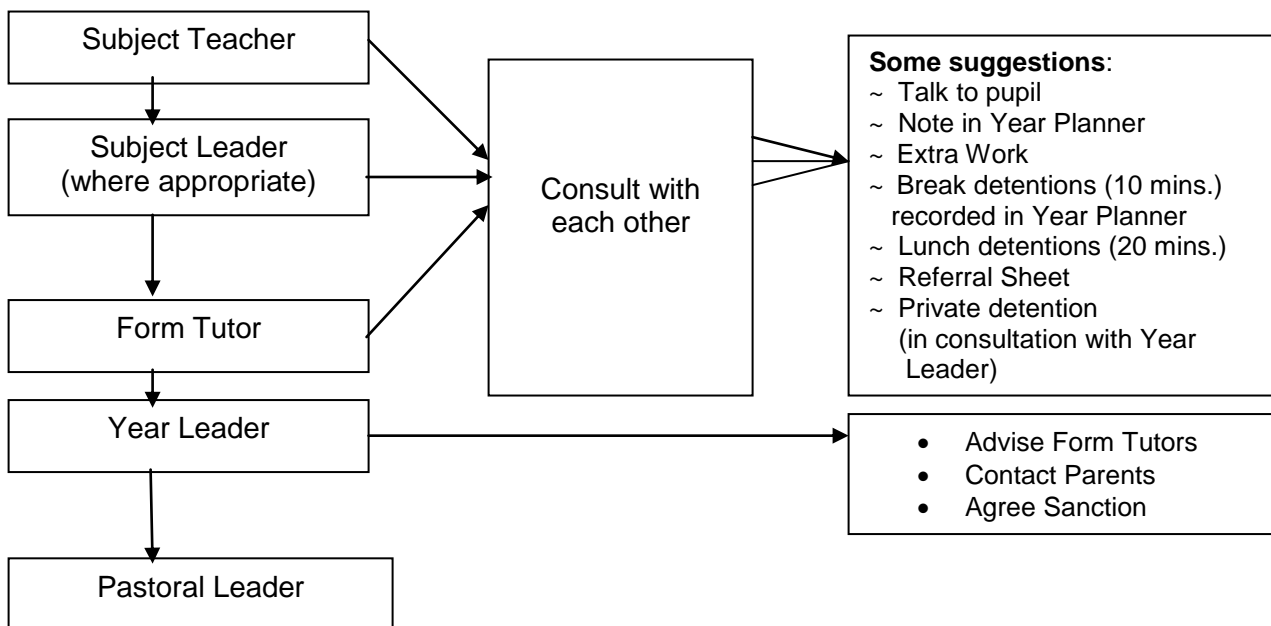 Subject Teacher
Subject Leader
(where appropriate)
Form Tutor
Year Leader
Pastoral Leader
Consult with
each other
Some suggestions:
~ Talk to pupil
~ Note in Year Planner
~ Extra Work
~ Break detentions (10 mins.)
recorded in Year Planner
~ Lunch detentions (20 mins.)
~ Referral Sheet
~ Private detention
(in consultation with Year
Leader)
• Advise Form Tutors
• Contact Parents
• Agree Sanction